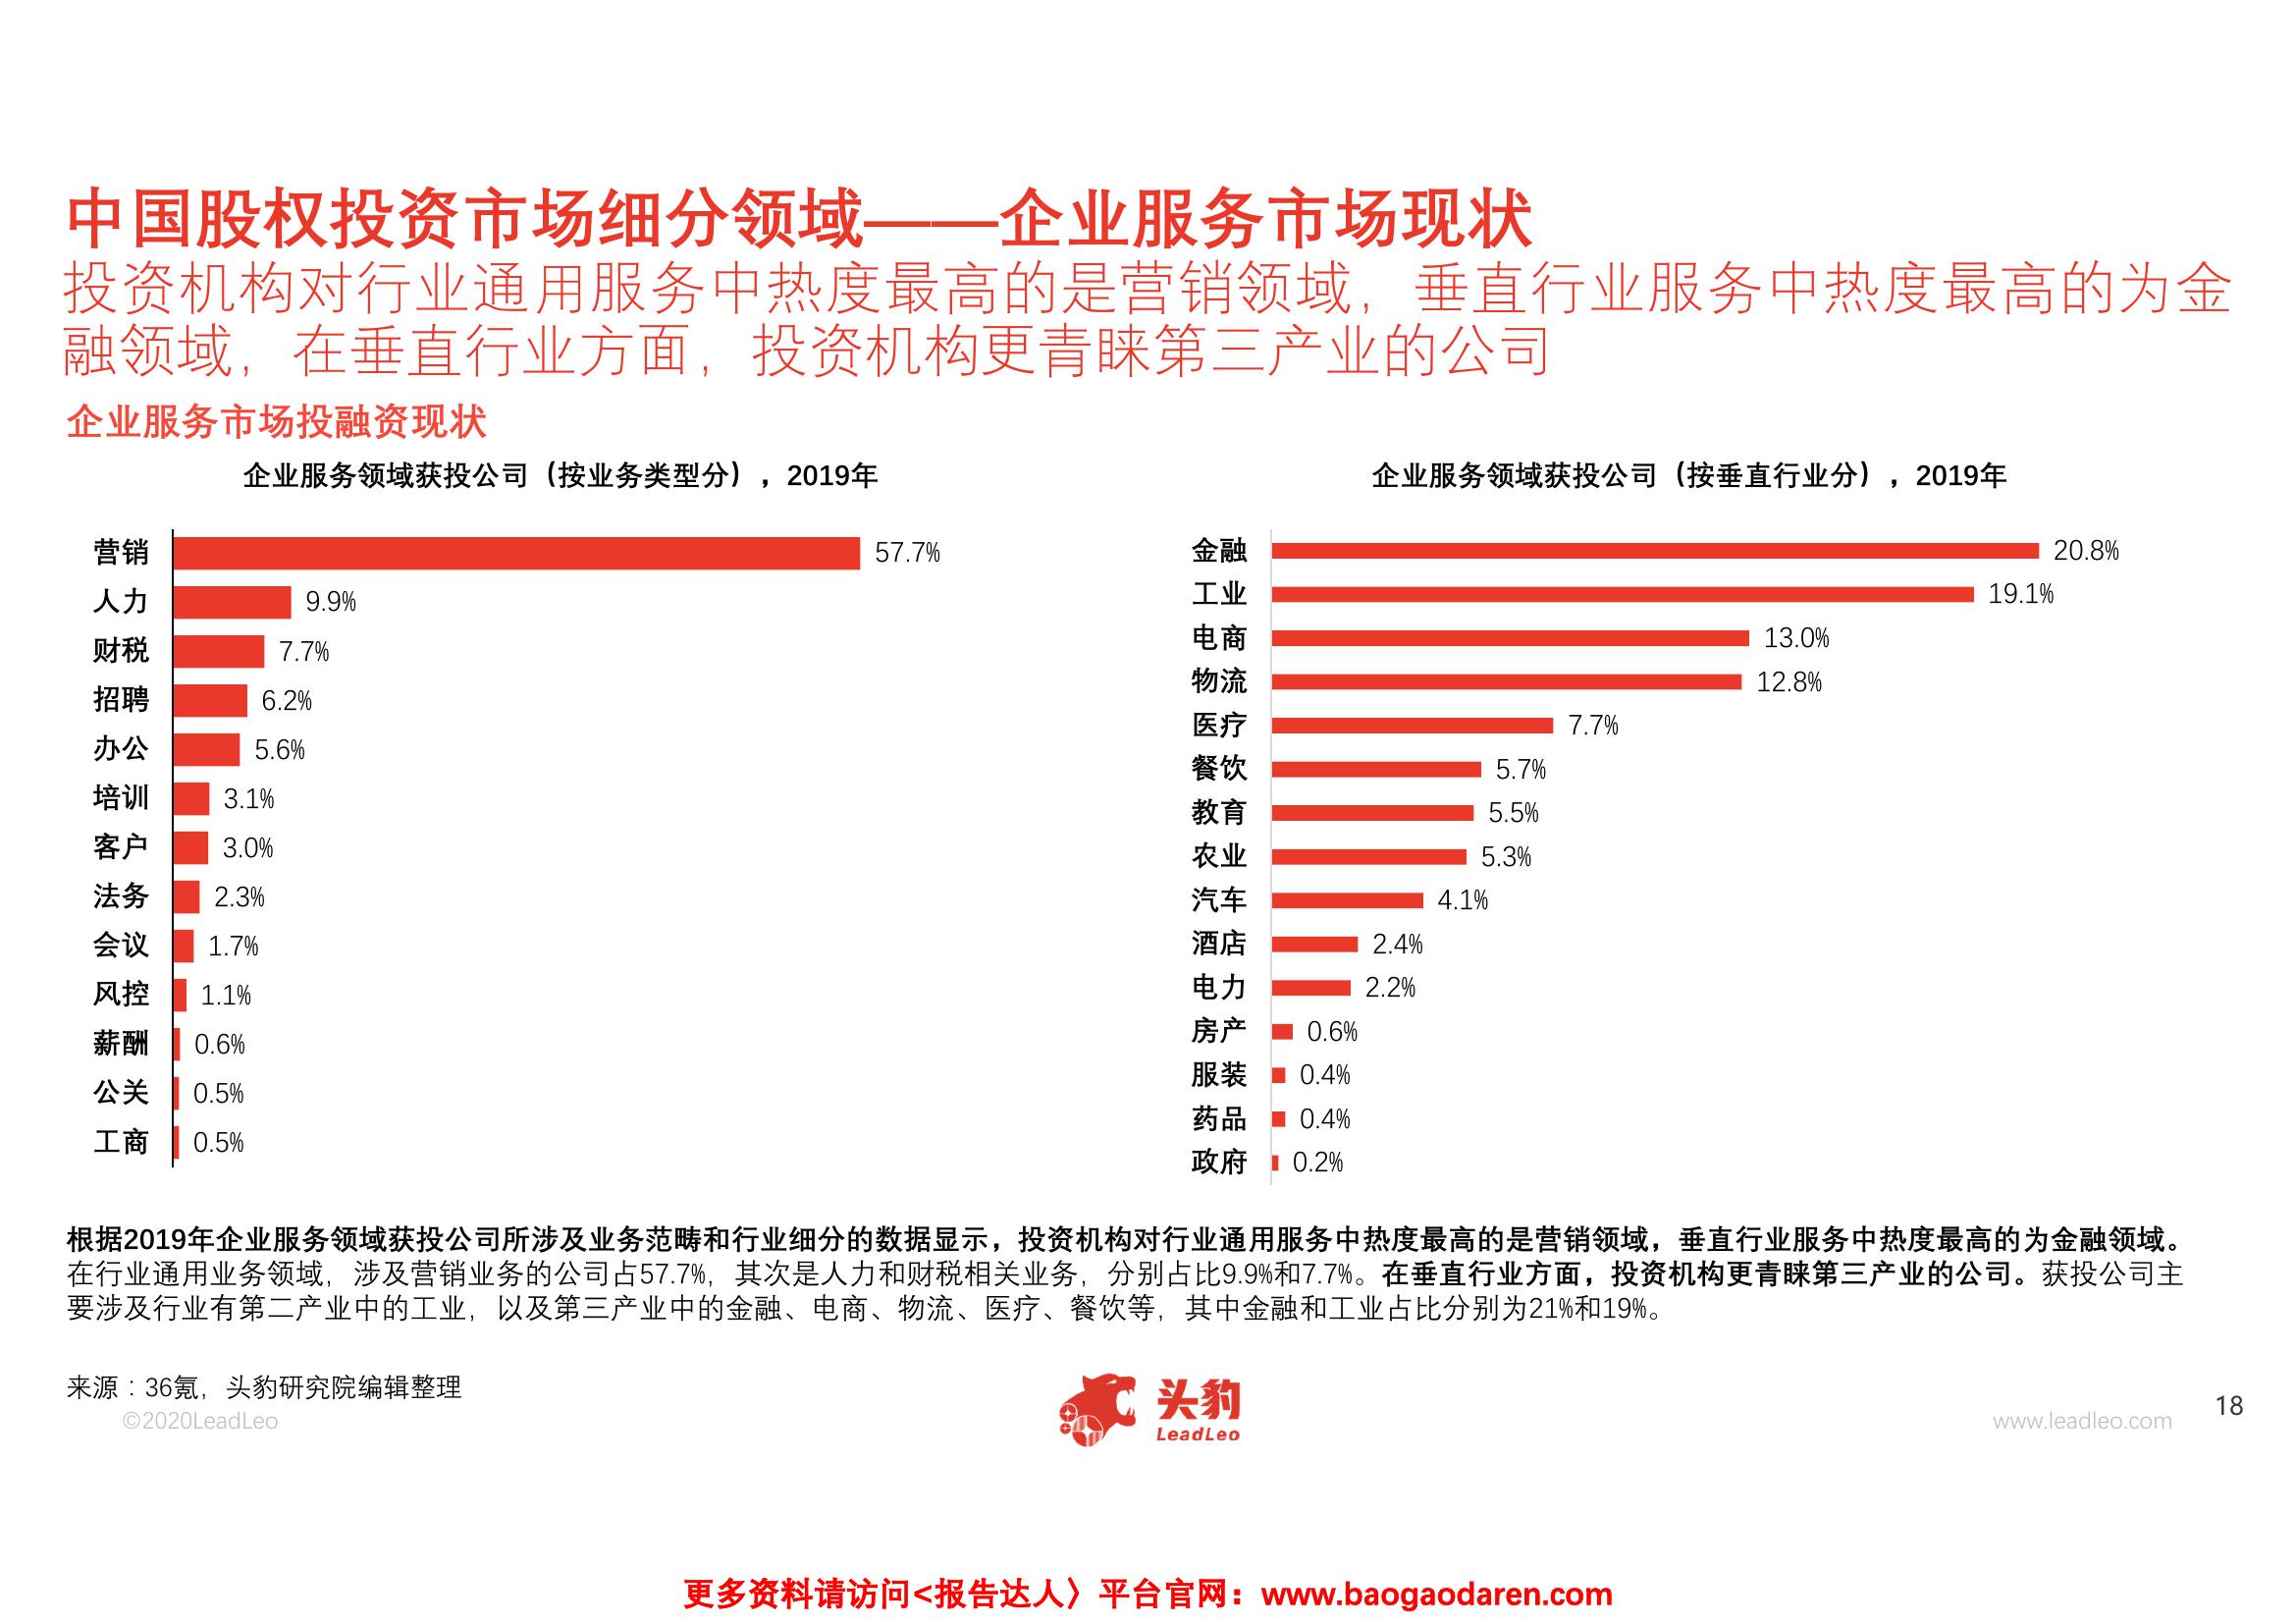 中国股权投资市场细分领域——企业服务市场现状
投资机构对行业通用服务中热度最高的是营销领域，垂直行业服务中热度最高的为金
融领域，在垂直行业方面，投资机构更青睐第三产业的公司
企业服务市场投融资现状
企业服务领域获投公司（按业务类型分），2019年
营销 57.7%
人力 9.9%
财税 7.7%
招聘 6.2%
办公 5.6%
培训 3.1%
客户 3.0%
法务 2.3%
会议 1.7%
风控 1.1%
薪酬 0.6%
公关 0.5%
工商 0.5%
企业服务领域获投公司（按垂直行业分），2019年
金融 20.8%
工业 19.1%
电商 13.0%
物流 12.8%
医疗 7.7%
餐饮 5.7%
教育 5.5%
农业 5.3%
汽车 4.1%
酒店 2.4%
电力 2.2%
房产 0.6%
服装 0.4%
药品 0.4%
政府 0.2%
根据2019年企业服务领域获投公司所涉及业务范畴和行业细分的数据显示，投资机构对行业通用服务中热度最高的是营销领域，垂直行业服务中热度最高的为金融领域。
在行业通用业务领域，涉及营销业务的公司占57.7%，其次是人力和财税相关业务，分别占比9.9%和7.7%。在垂直行业方面，投资机构更青睐第三产业的公司。获投公司主
要涉及行业有第二产业中的工业，以及第三产业中的金融、电商、物流、医疗、餐饮等，其中金融和工业占比分别为21%和19%。
来源：36氪，头豹研究院编辑整理
©2020LeadLeo
头豹
LeadLeo
www.leadleo.com
18
更多资料请访问<报告达人〉平台官网：www.baogaodaren.com